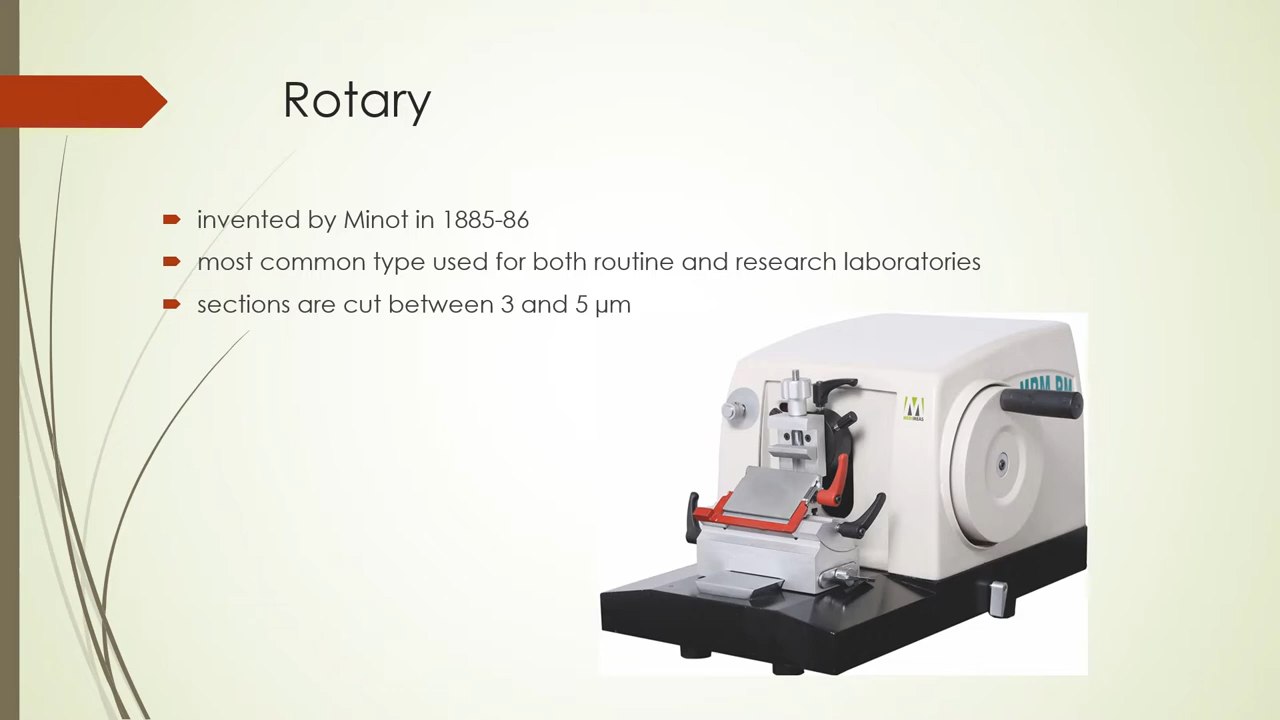 Rotary
invented by Minot in 1885-86
most common type used for both routine and research laboratories
sections are cut between 3 and 5 µm